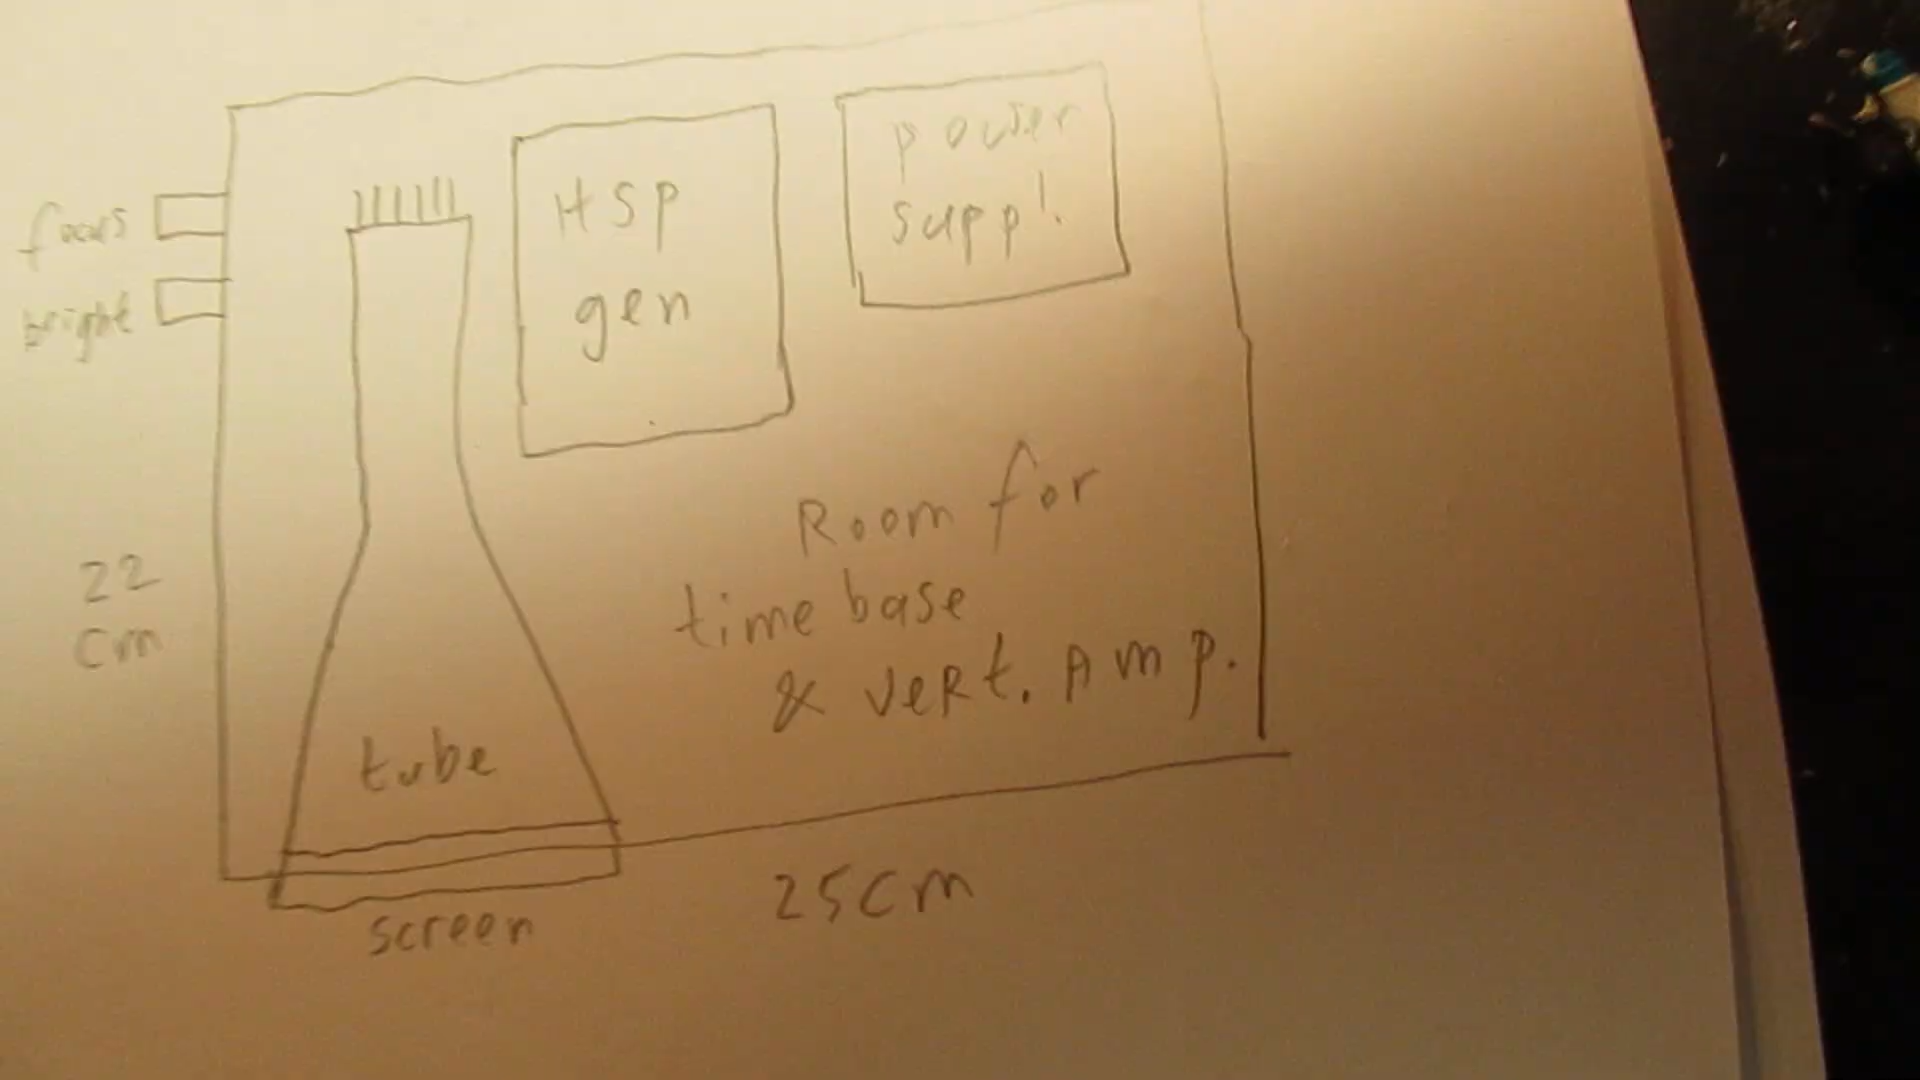 focus
bright
HSP
gen
power
suppl.
22
cm
Room for
time base
& vert. Amp.
tube
screen
25cm